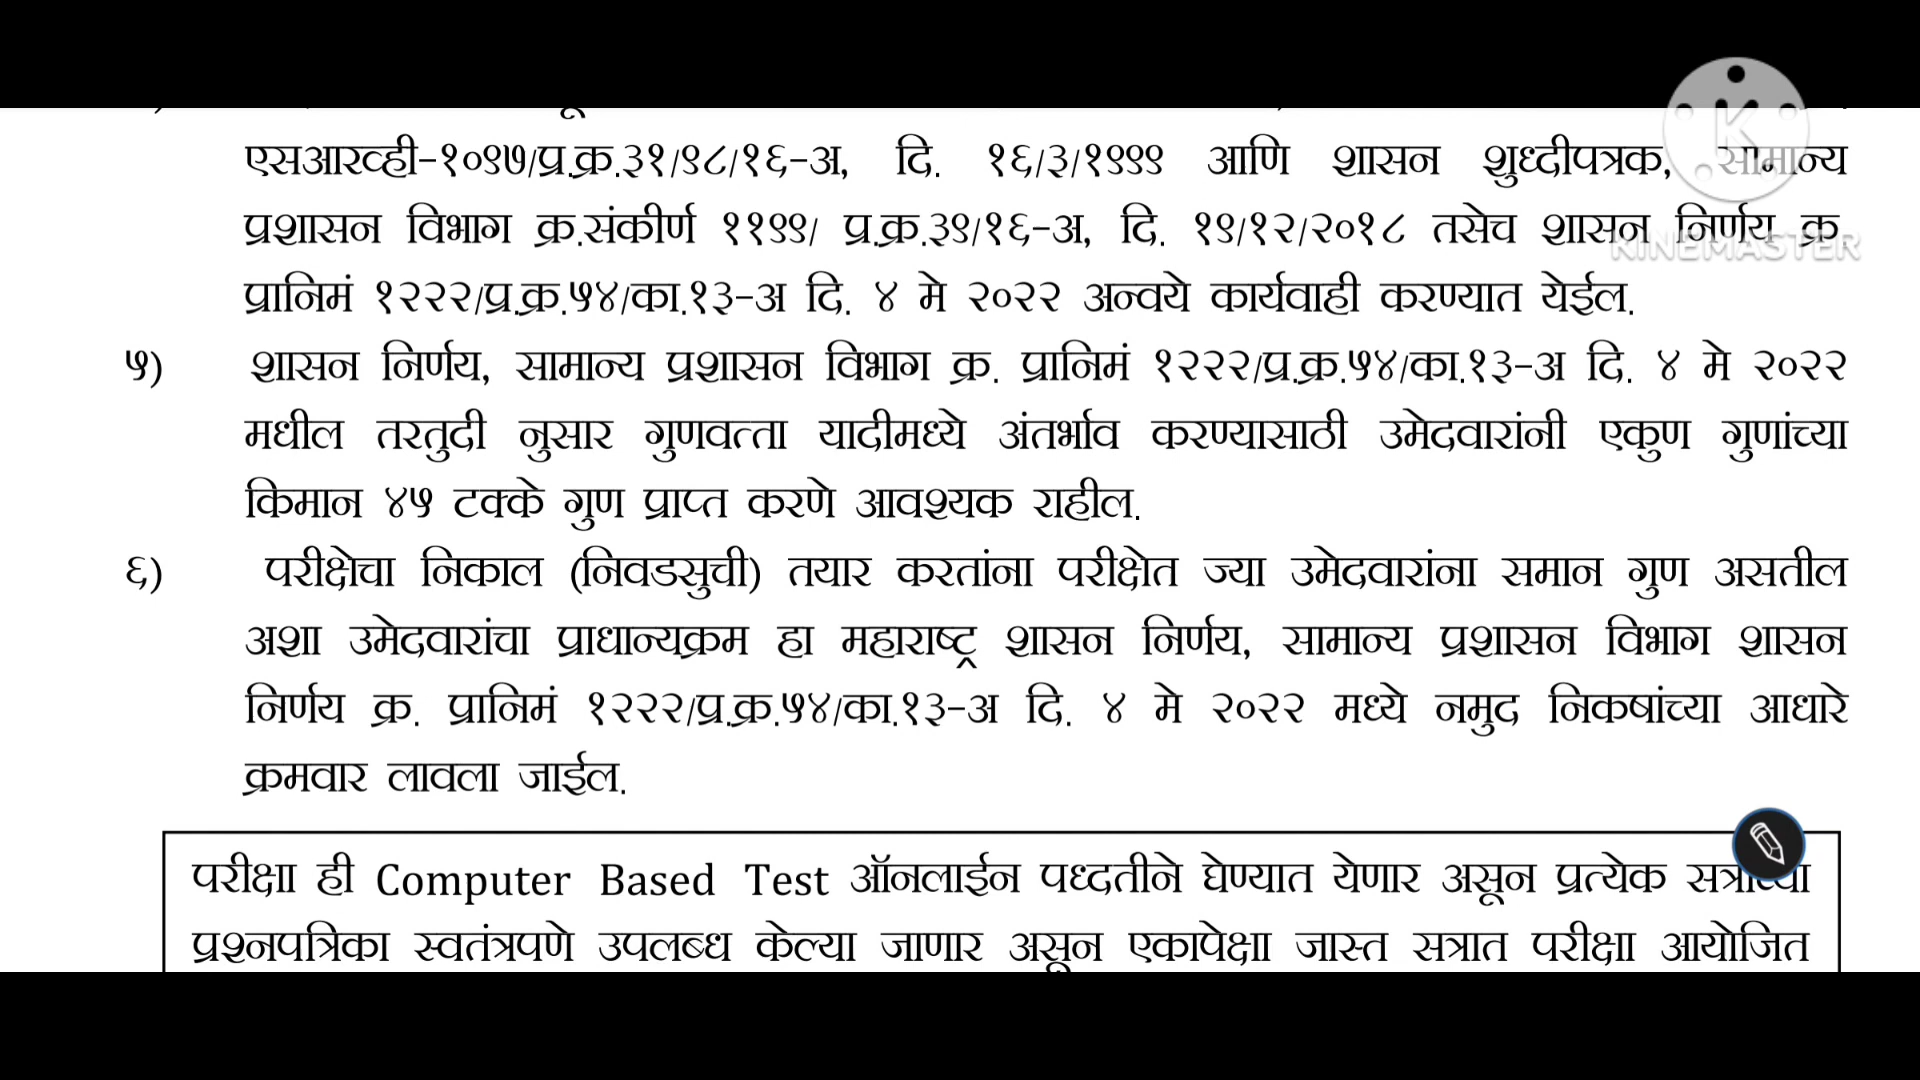 एसआरव्ही-१०९७/प्र.क्र.३१/९८/१६-अ, दि. १६/३/१९९९ आणि शासन शुध्दीपत्रक, सामान्य
प्रशासन विभाग क्र.संकीर्ण ११९९/ प्र.क्र.३९/१६-अ, दि. १९/१२/२०१८ तसेच शासन निर्णय क्र.
KINEMASTER
प्रानिमं १२२२/प्र.क्र.५४/का.१३-अ दि. ४ मे २०२२ अन्वये कार्यवाही करण्यात येईल.
५) शासन निर्णय, सामान्य प्रशासन विभाग क्र. प्रानिमं १२२२/प्र.क्र.५४/का.१३-अ दि. ४ मे २०२२
मधील तरतुदी नुसार गुणवत्ता यादीमध्ये अंतर्भाव करण्यासाठी उमेदवारांनी एकुण गुणांच्या
किमान ४५ टक्के गुण प्राप्त करणे आवश्यक राहील.
६) परीक्षेचा निकाल (निवडसुची) तयार करतांना परीक्षेत ज्या उमेदवारांना समान गुण असतील
अशा उमेदवारांचा प्राधान्यक्रम हा महाराष्ट्र शासन निर्णय, सामान्य प्रशासन विभाग शासन
निर्णय क्र. प्रानिमं १२२२/प्र.क्र.५४/का.१३-अ दि. ४ मे २०२२ मध्ये नमुद निकषांच्या आधारे
क्रमवार लावला जाईल.
परीक्षा ही Computer Based Test ऑनलाईन पध्दतीने घेण्यात येणार असून प्रत्येक सत्राच्या
प्रश्नपत्रिका स्वतंत्रपणे उपलब्ध केल्या जाणार असून एकापेक्षा जास्त सत्रात परीक्षा आयोजित